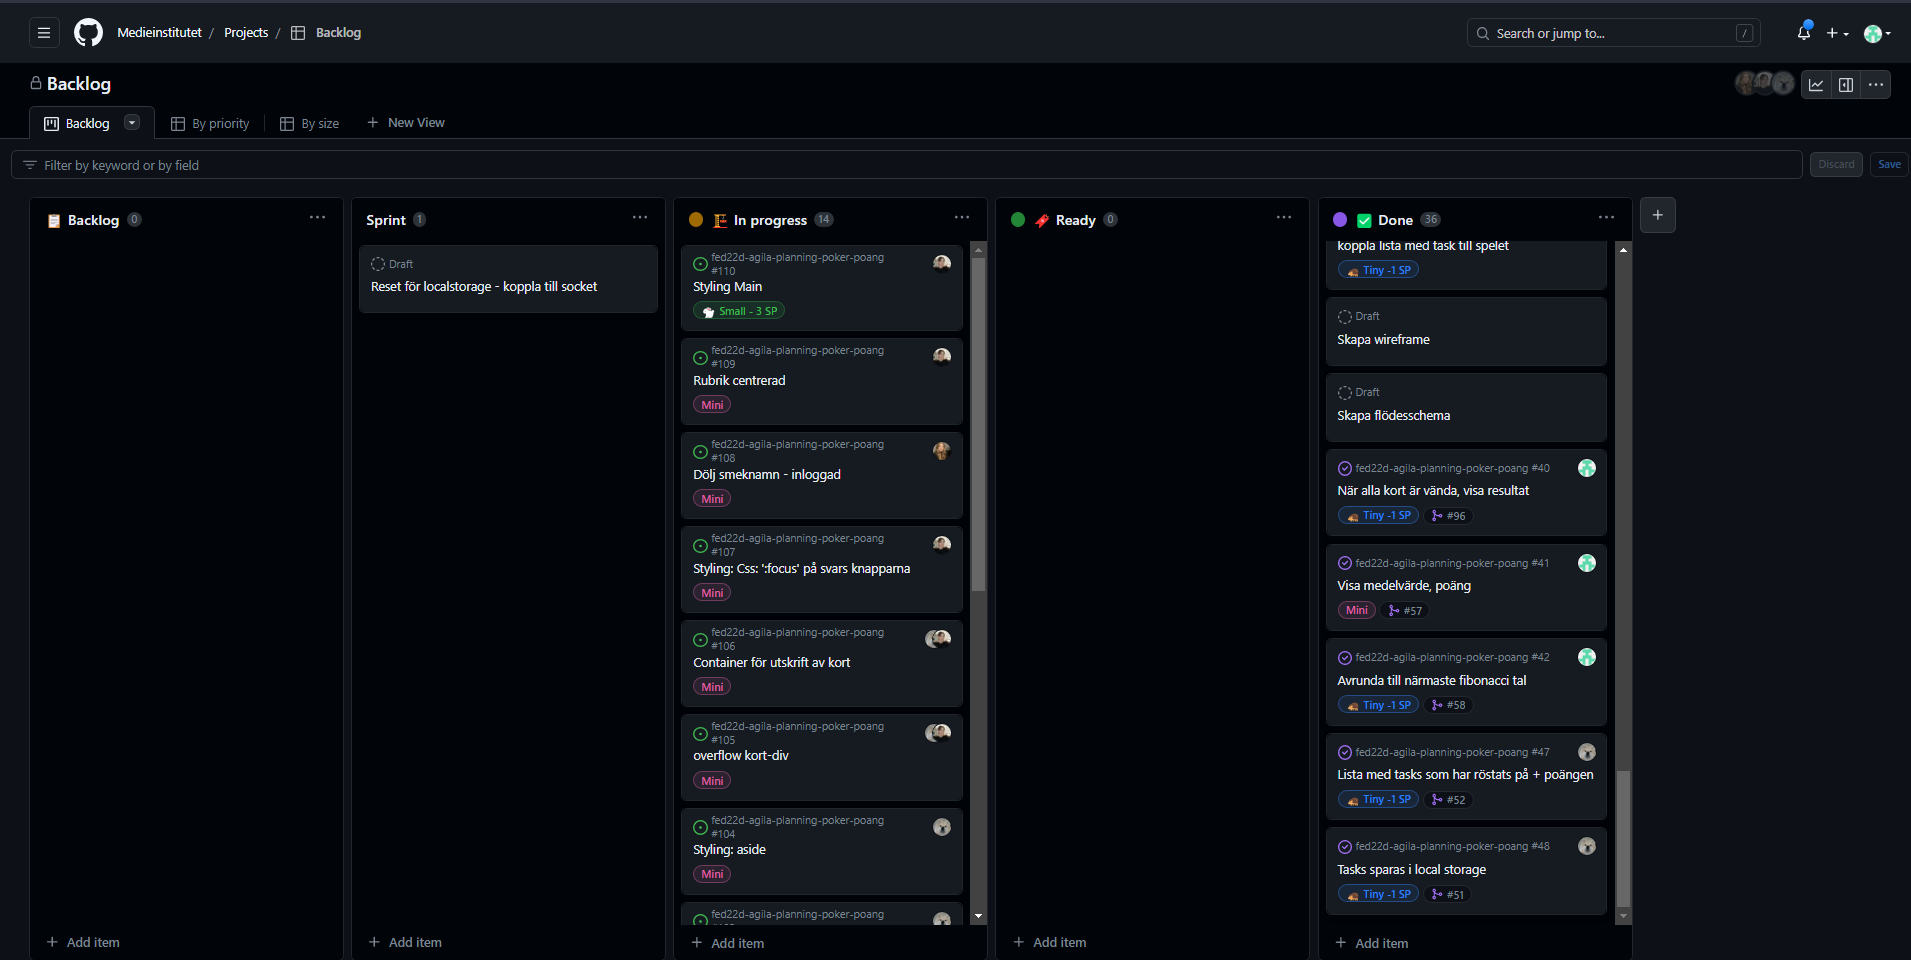 Medieinstitutet / Projects / Backlog
Search or jump to... /
Backlog
Backlog By priority By size + New View
Filter by keyword or by field
Discard Save
Backlog 0
+ Add item
Sprint 1
Draft
Reset för localstorage - koppla till socket
+ Add item
In progress 14
fed22d-agila-planning-poker-poang
#110
Styling Main
Small - 3 SP
fed22d-agila-planning-poker-poang
#109
Rubrik centrerad
Mini
fed22d-agila-planning-poker-poang
#108
Dölj smeknamn - inloggad
Mini
fed22d-agila-planning-poker-poang
#107
Styling: Css: ':focus' på svars knapparna
Mini
fed22d-agila-planning-poker-poang
#106
Container för utskrift av kort
Mini
fed22d-agila-planning-poker-poang
#105
overflow kort-div
Mini
fed22d-agila-planning-poker-poang
#104
Styling: aside
Mini
fed22d-agila-planning-poker-poang
+ Add item
Ready 0
+ Add item
Done 36
koppla lista med task till spelet
Tiny -1 SP
Draft
Skapa wireframe
Draft
Skapa flödesschema
fed22d-agila-planning-poker-poang #40
När alla kort är vända, visa resultat
Tiny -1 SP #96
fed22d-agila-planning-poker-poang #41
Visa medelvärde, poäng
Mini #57
fed22d-agila-planning-poker-poang #42
Avrunda till närmaste fibonacci tal
Tiny -1 SP #58
fed22d-agila-planning-poker-poang #47
Lista med tasks som har röstats på + poängen
Tiny -1 SP #52
fed22d-agila-planning-poker-poang #48
Tasks sparas i local storage
Tiny -1 SP #51
+ Add item